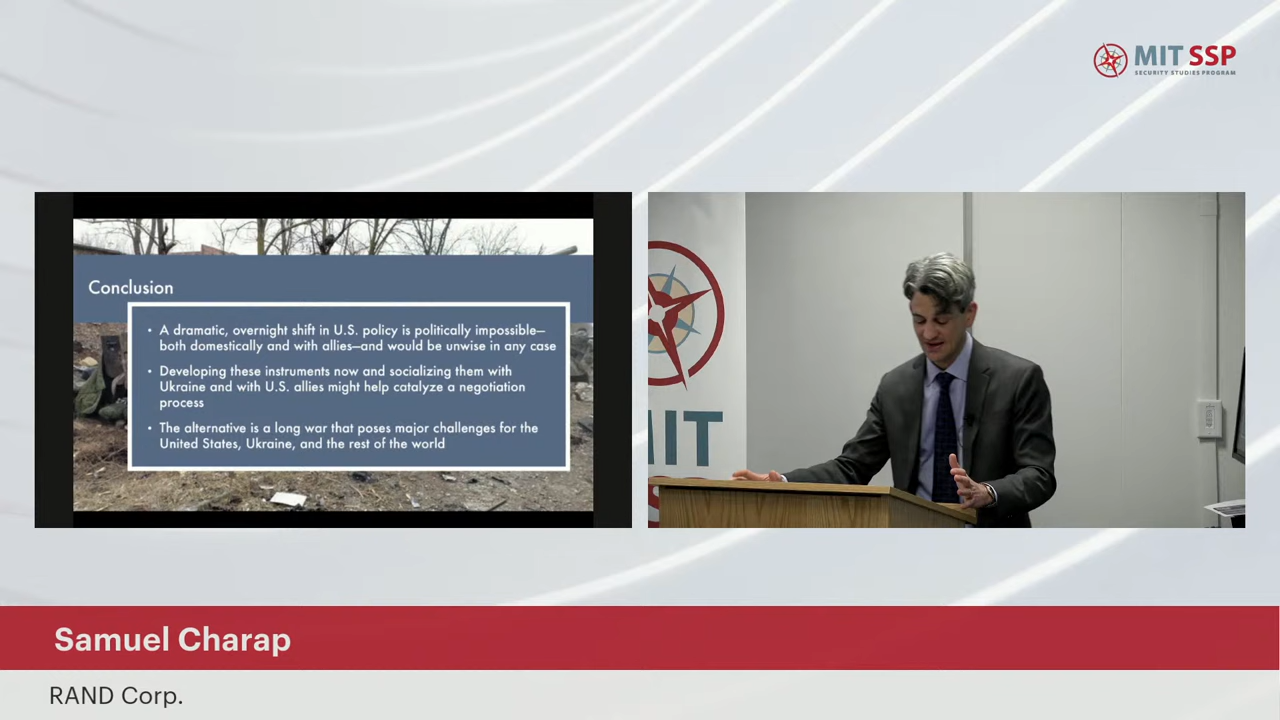 MIT SSP
SECURITY STUDIES PROGRAM
Conclusion
• A dramatic, overnight shift in U.S. policy is politically impossible—
both domestically and with allies—and would be unwise in any case
• Developing these instruments now and socializing them with
Ukraine and with U.S. allies might help catalyze a negotiation
process
• The alternative is a long war that poses major challenges for the
United States, Ukraine, and the rest of the world
MIT
Samuel Charap
RAND Corp.